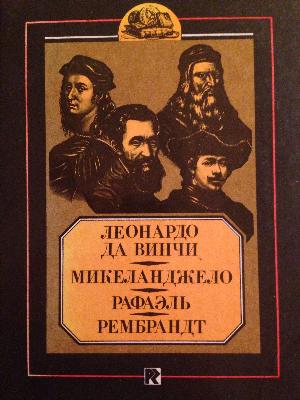 ЛЕОНАРДО
ДА ВИНЧИ
МИКЕЛАНДЖЕЛО
РАФАЭЛЬ
РЕМБРАНДТ